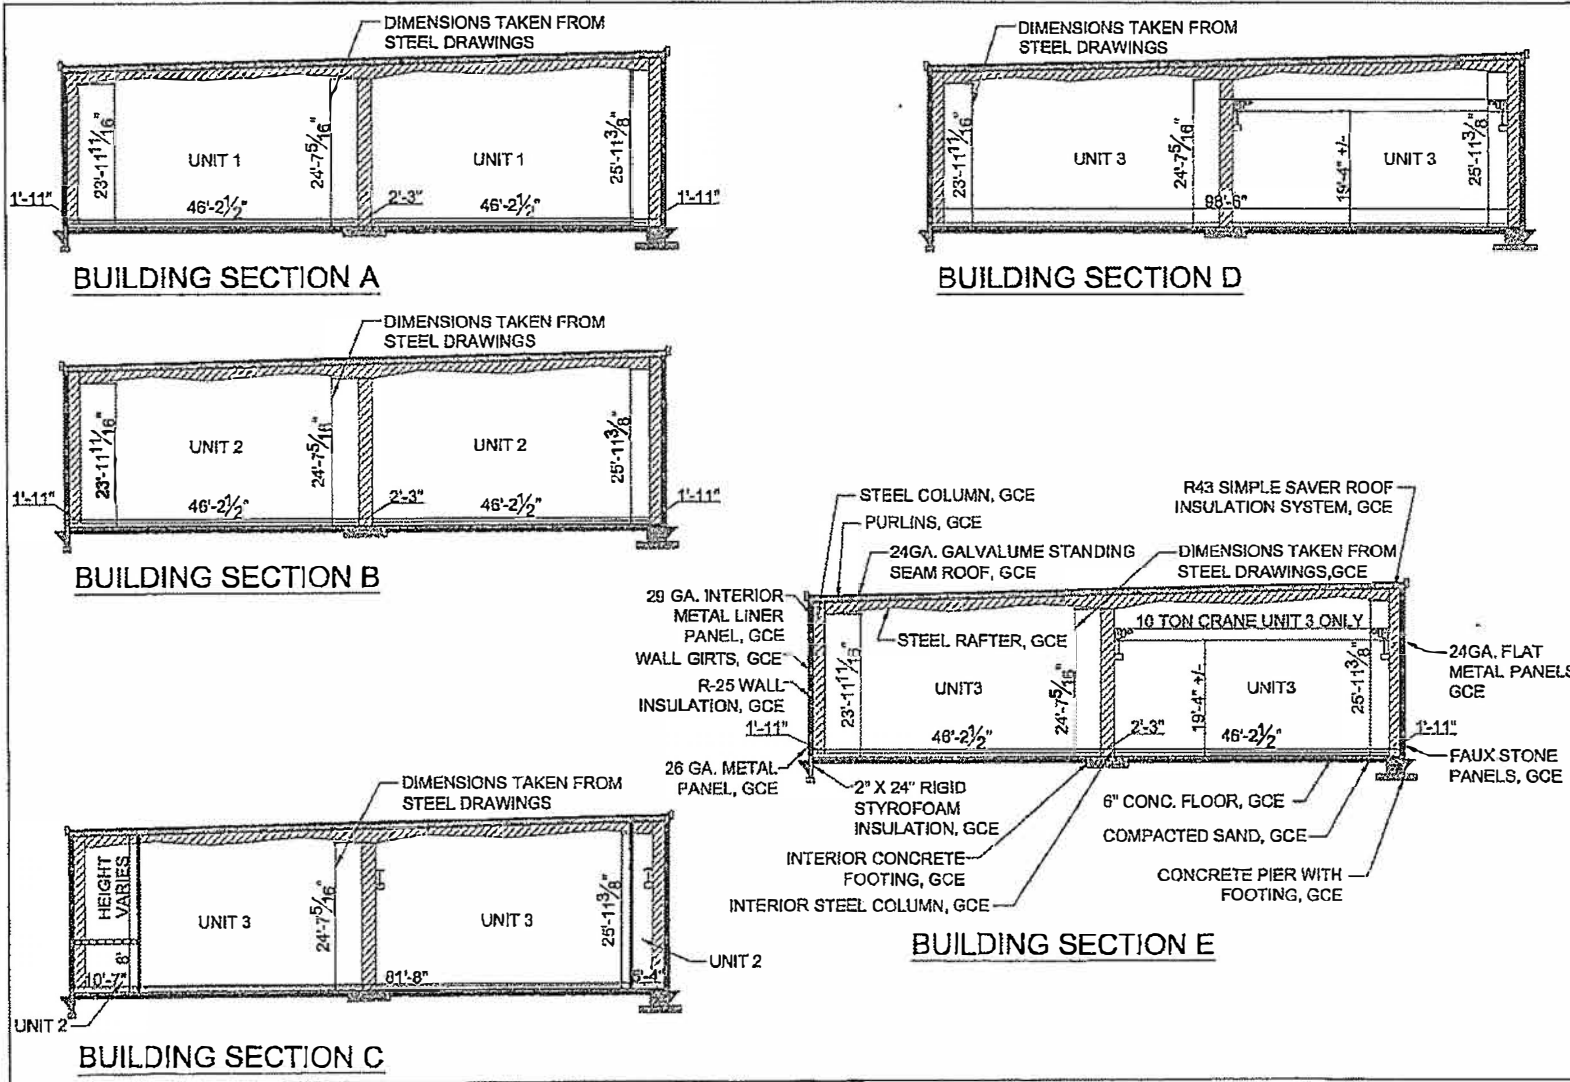 DIMENSIONS TAKEN FROM
STEEL DRAWINGS
23'-11 11/16"
UNIT 1
24'-7 5/16"
UNIT 1
25'-11 3/8"
1'-11"
46'-2 1/2"
2'-3"
46'-2 1/2"
1'-11"
BUILDING SECTION A
DIMENSIONS TAKEN FROM
STEEL DRAWINGS
23'-11 11/16"
UNIT 3
24'-7 5/16"
19'-4" +/-
UNIT 3
25'-11 3/8"
88'-6"
BUILDING SECTION D
DIMENSIONS TAKEN FROM
STEEL DRAWINGS
23'-11 11/16"
UNIT 2
24'-7 5/16"
UNIT 2
25'-11 3/8"
1'-11"
46'-2 1/2"
2'-3"
46'-2 1/2"
1'-11"
BUILDING SECTION B
STEEL COLUMN, GCE
PURLINS, GCE
24GA. GALVALUME STANDING
SEAM ROOF, GCE
R43 SIMPLE SAVER ROOF
INSULATION SYSTEM, GCE
DIMENSIONS TAKEN FROM
STEEL DRAWINGS,GCE
29 GA. INTERIOR
METAL LINER
PANEL, GCE
WALL GIRTS, GCE
R-25 WALL
INSULATION, GCE
1'-11"
26 GA. METAL
PANEL, GCE
STEEL RAFTER, GCE
10 TON CRANE UNIT 3 ONLY
23'-11 11/16"
UNIT3
24'-7 5/16"
19'-4" +/-
UNIT3
25'-11 3/8"
46'-2 1/2"
2'-3"
46'-2 1/2"
24GA. FLAT
METAL PANELS
GCE
1'-11"
FAUX STONE
PANELS, GCE
2" X 24" RIGID
STYROFOAM
INSULATION, GCE
6" CONC. FLOOR, GCE
COMPACTED SAND, GCE
INTERIOR CONCRETE
FOOTING, GCE
CONCRETE PIER WITH
FOOTING, GCE
INTERIOR STEEL COLUMN, GCE
BUILDING SECTION E
DIMENSIONS TAKEN FROM
STEEL DRAWINGS
HEIGHT
VARIES
UNIT 3
24'-7 5/16"
UNIT 3
25'-11 3/8"
8'
10'-7"
81'-8"
5'-4"
UNIT 2
UNIT 2
BUILDING SECTION C